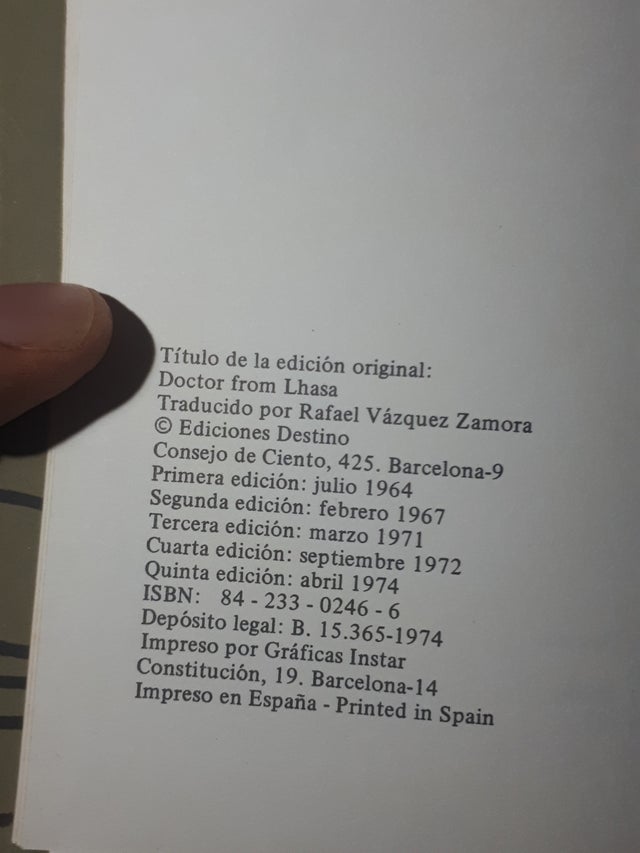 Título de la edición original:
Doctor from Lhasa
Traducido por Rafael Vázquez Zamora
© Ediciones Destino
Consejo de Ciento, 425. Barcelona-9
Primera edición: julio 1964
Segunda edición: febrero 1967
Tercera edición: marzo 1971
Cuarta edición: septiembre 1972
Quinta edición: abril 1974
ISBN: 84 - 233 - 0246 - 6
Depósito legal: B. 15.365-1974
Impreso por Gráficas Instar
Constitución, 19. Barcelona-14
Impreso en España - Printed in Spain